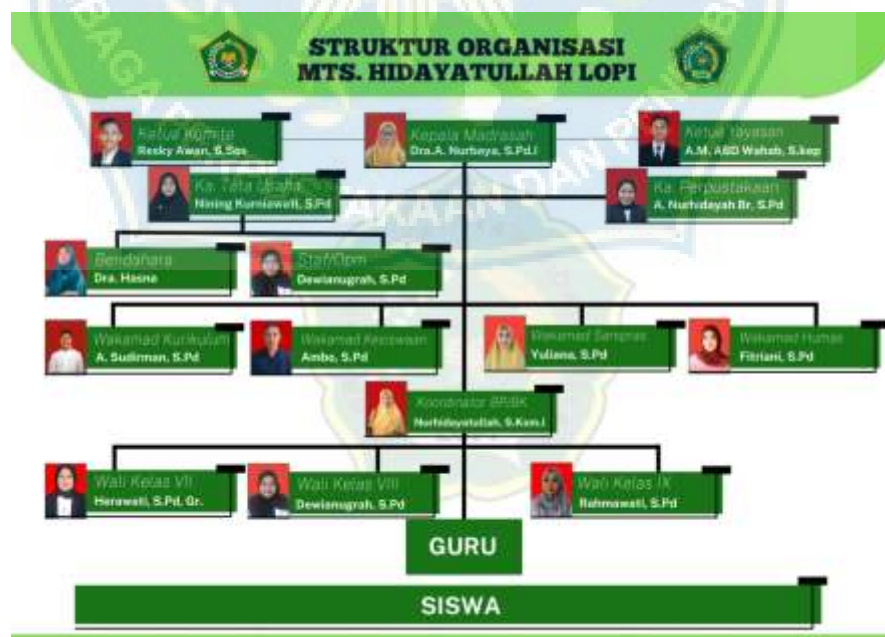 STRUKTUR ORGANISASI
MTS. HIDAYATULLAH LOPI
Ketua Komite
Resky Awan, S.Sos
Kepala Madrasah
Dra.A. Nurbaya, S.Pd.I
Ketua Yayasan
A.M. ABD Wahab, S.kep
Ka. Tata Usaha
Nining Kurniawati, S.Pd
Ka. Perpustakaan
A. Nurhidayah Br, S.Pd
Bendahara
Dra. Hasna
Staf/Opm
Dewianugrah, S.Pd
Wakamad Kurikulum
A. Sudirman, S.Pd
Wakamad Kesiswaan
Ambo, S.Pd
Wakamad Sarapras
Yuliana, S.Pd
Wakamad Humas
Fitriani, S.Pd
Koordinator BP/BK
Nurhidayatullah, S.Kom.I
Wali Kelas VII
Herawati, S.Pd, Gr.
Wali Kelas VIII
Dewianugrah, S.Pd
Wali Kelas IX
Rahmawati, S.Pd
GURU
SISWA